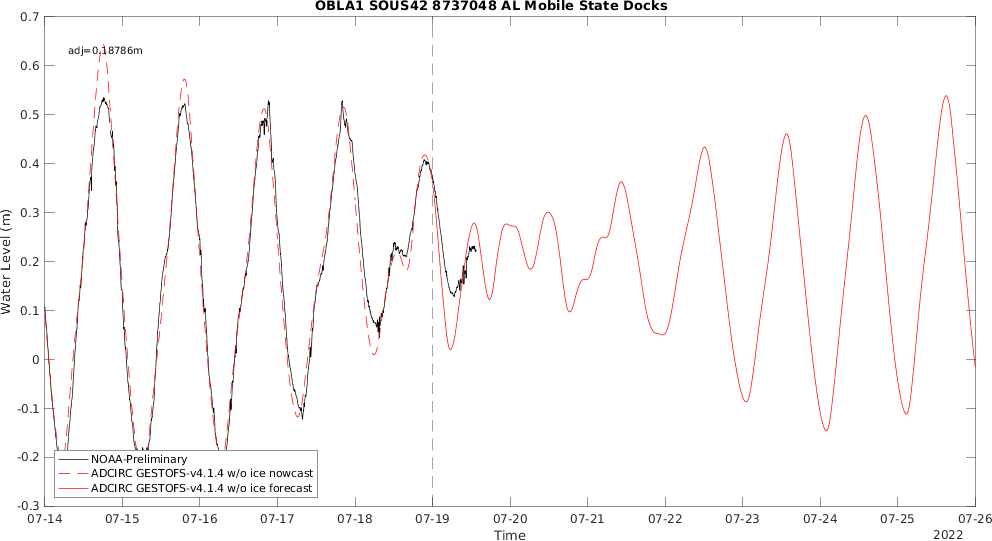 OBLA1 SOUS42 8737048 AL Mobile State Docks
adj=0.18786m
0.7
0.6
0.5
0.4
0.3
0.2
0.1
0
-0.1
-0.2
-0.3
Water Level (m)
NOAA-Preliminary
ADCIRC GESTOFS-v4.1.4 w/o ice nowcast
ADCIRC GESTOFS-v4.1.4 w/o ice forecast
07-14 07-15 07-16 07-17 07-18 07-19 07-20 07-21 07-22 07-23 07-24 07-25 07-26
Time
2022